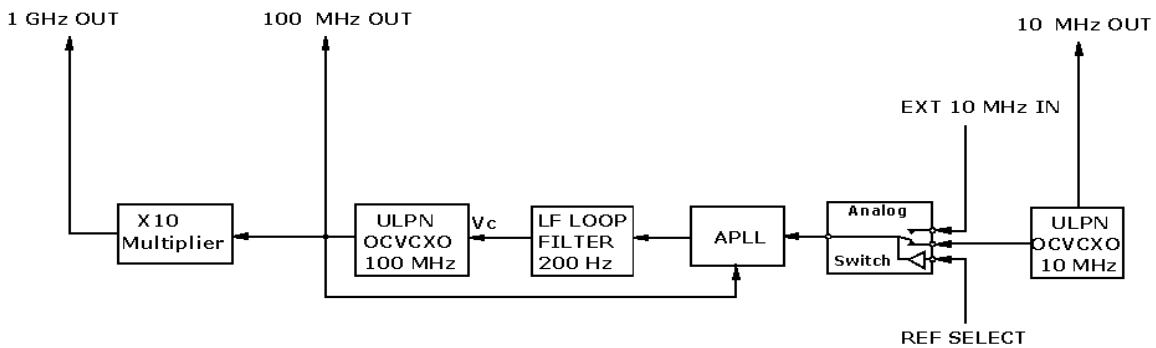 1 GHz OUT
100 MHz OUT
10 MHz OUT
EXT 10 MHz IN
X10
Multiplier
ULPN
OCVCXO
100 MHz
Vc
LF LOOP
FILTER
200 Hz
APLL
Analog
Switch
ULPN
OCVCXO
10 MHz
REF SELECT